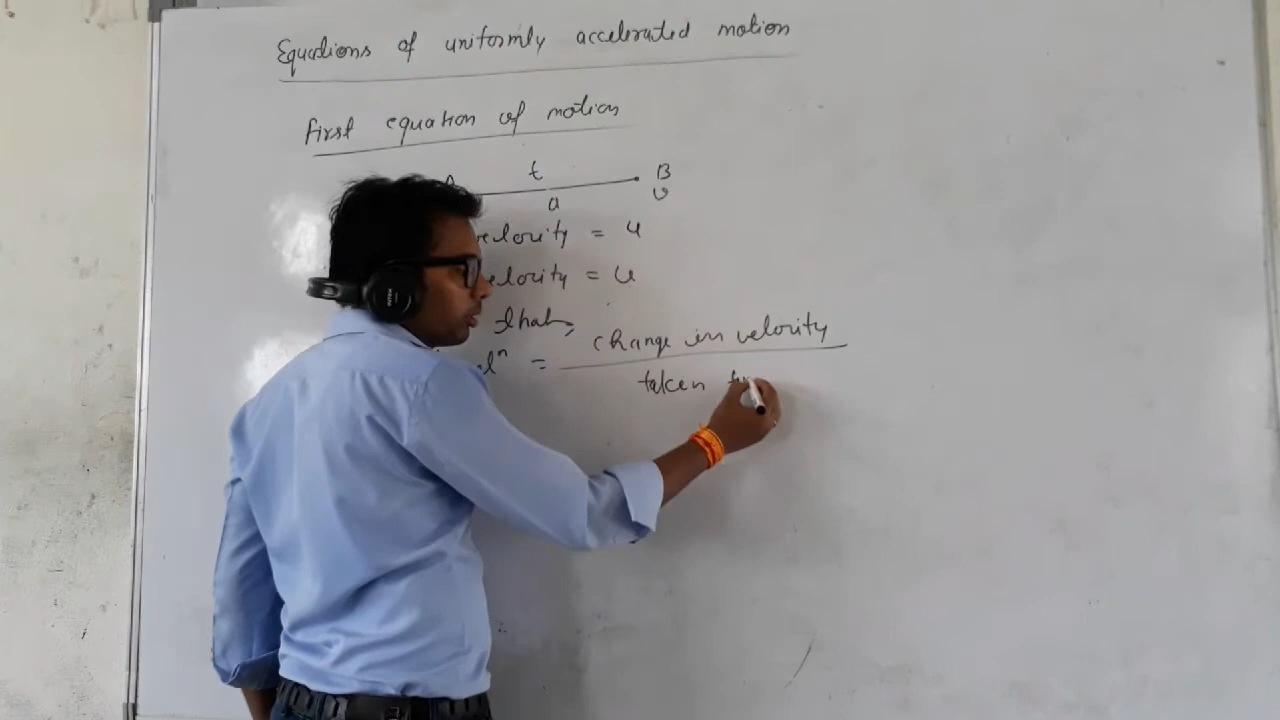 Equations of uniformly accelerated motion
First equation of motion
t B
a v
velocity = u
velocity = v
that,
change in velocity
=
taken